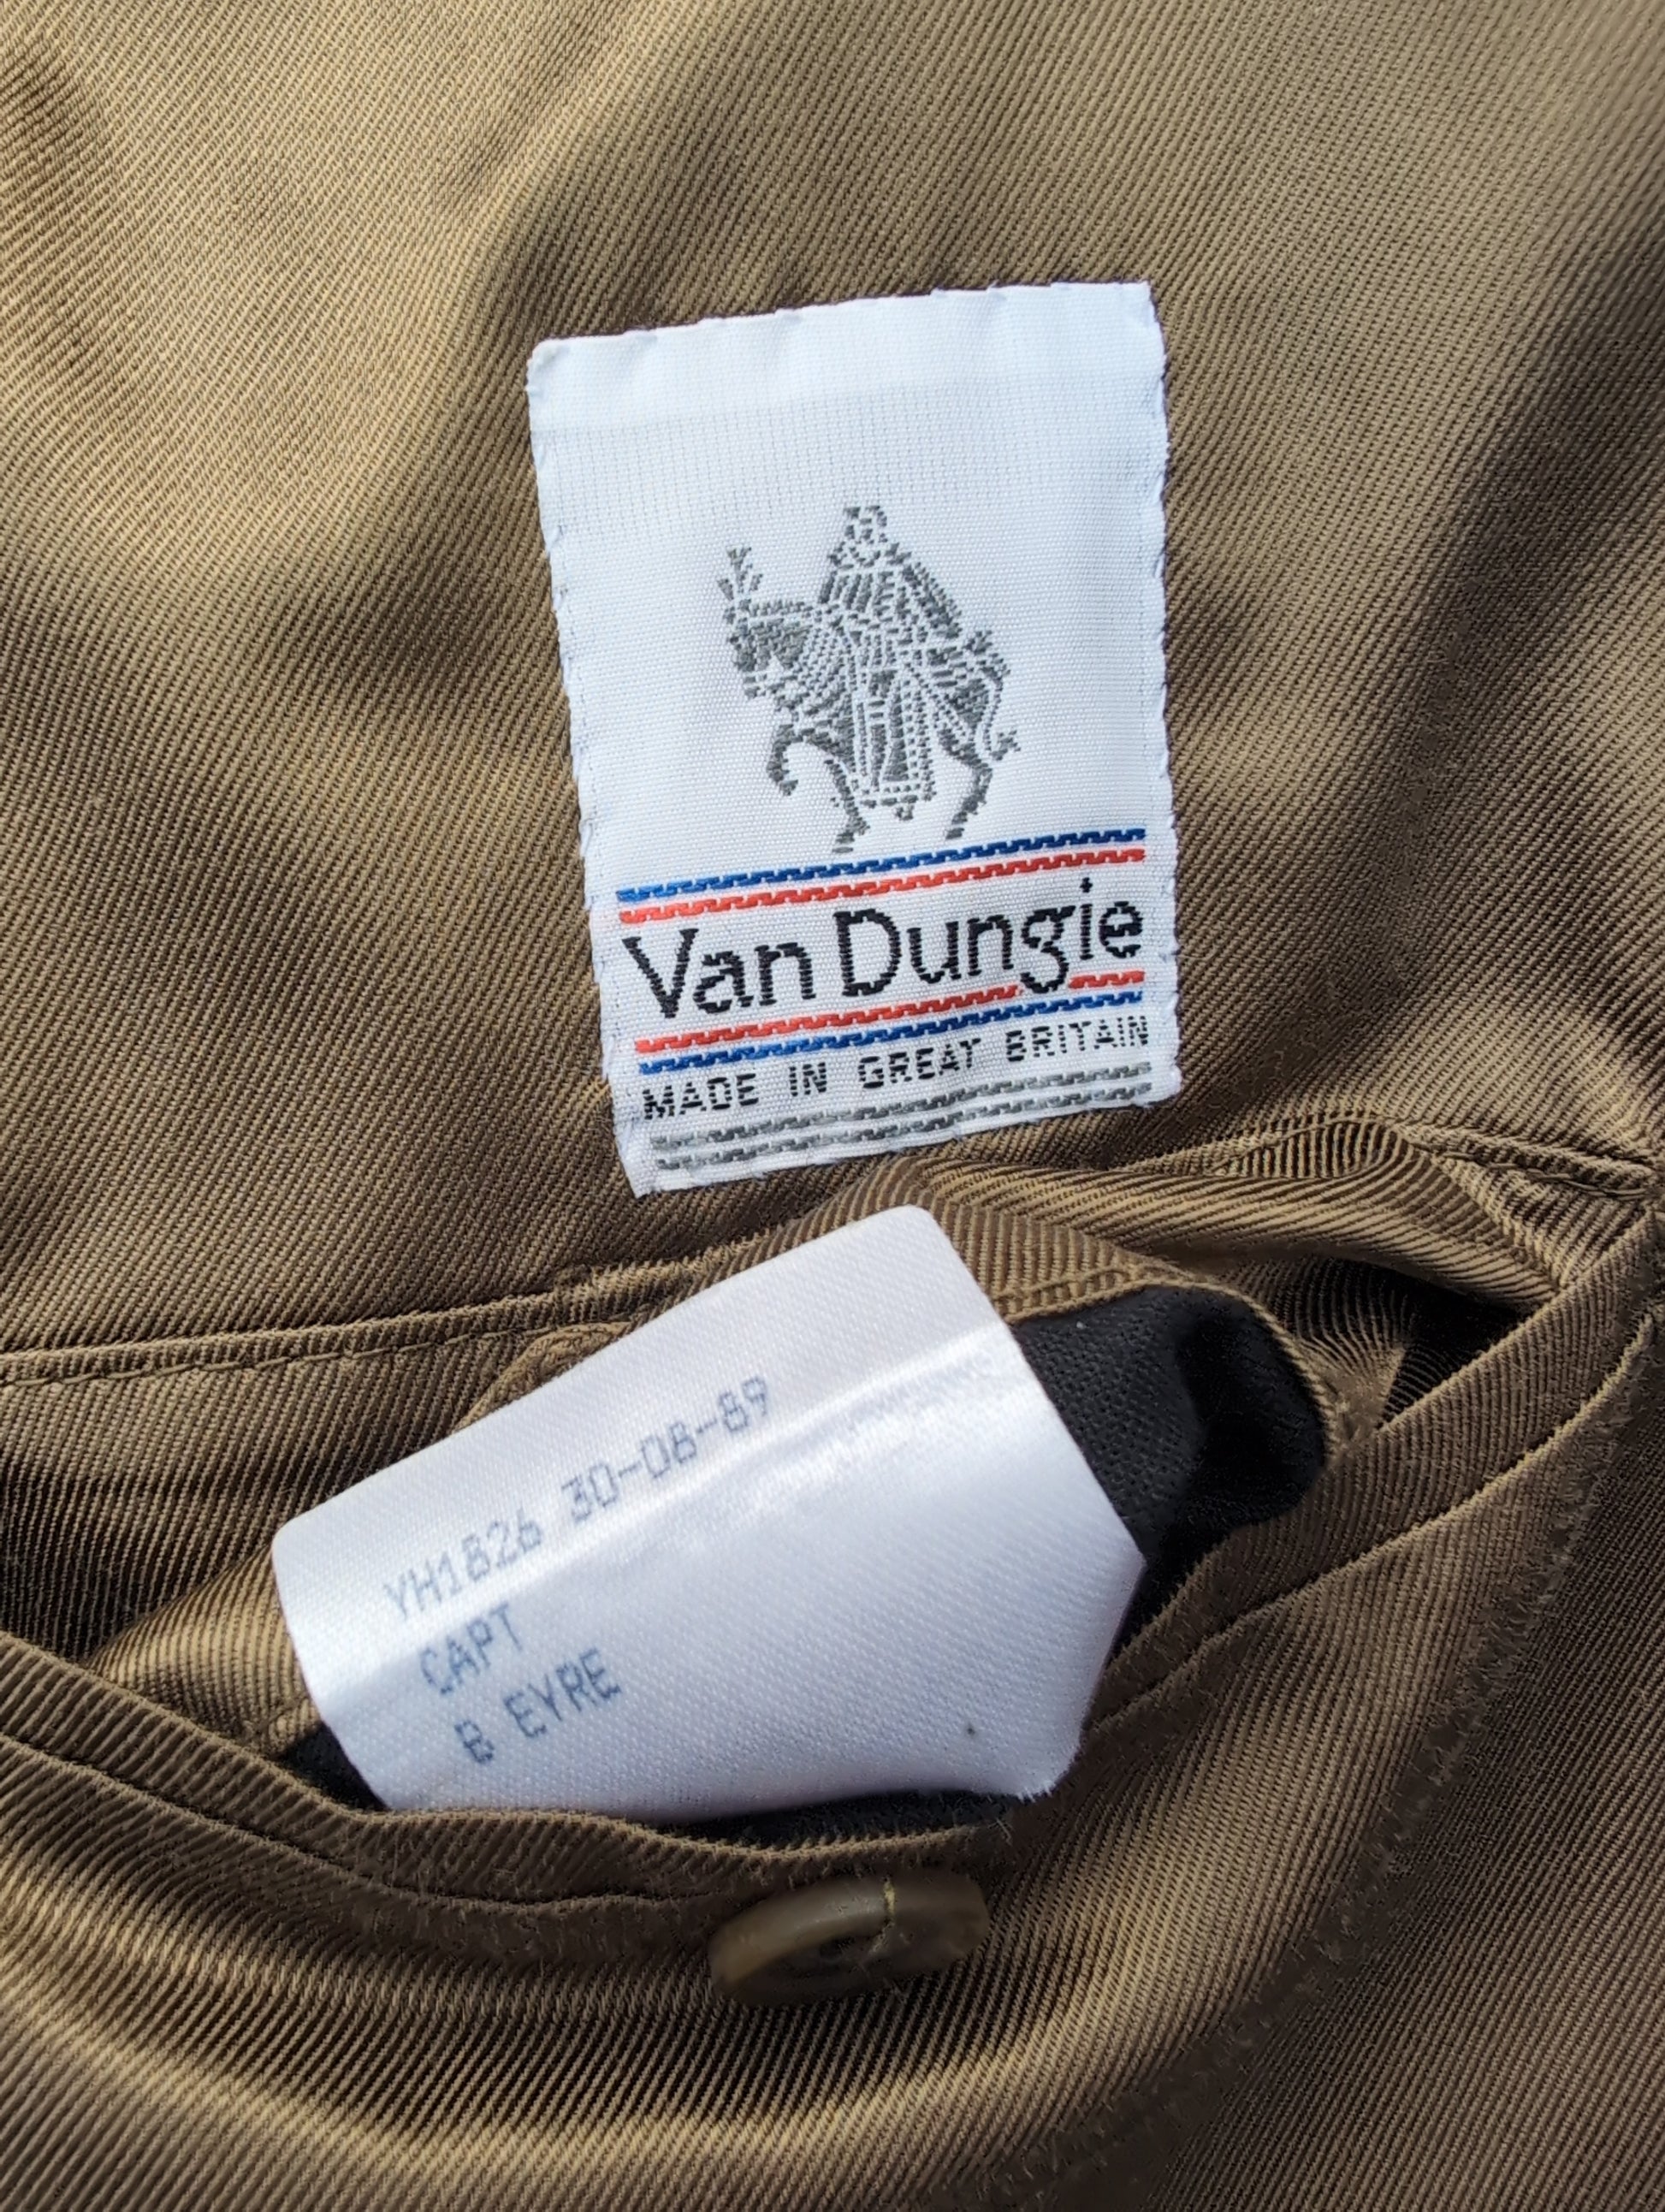 Van Dungie
MADE IN GREAT BRITAIN
YH1826 30-08-89
CAPT
B EYRE